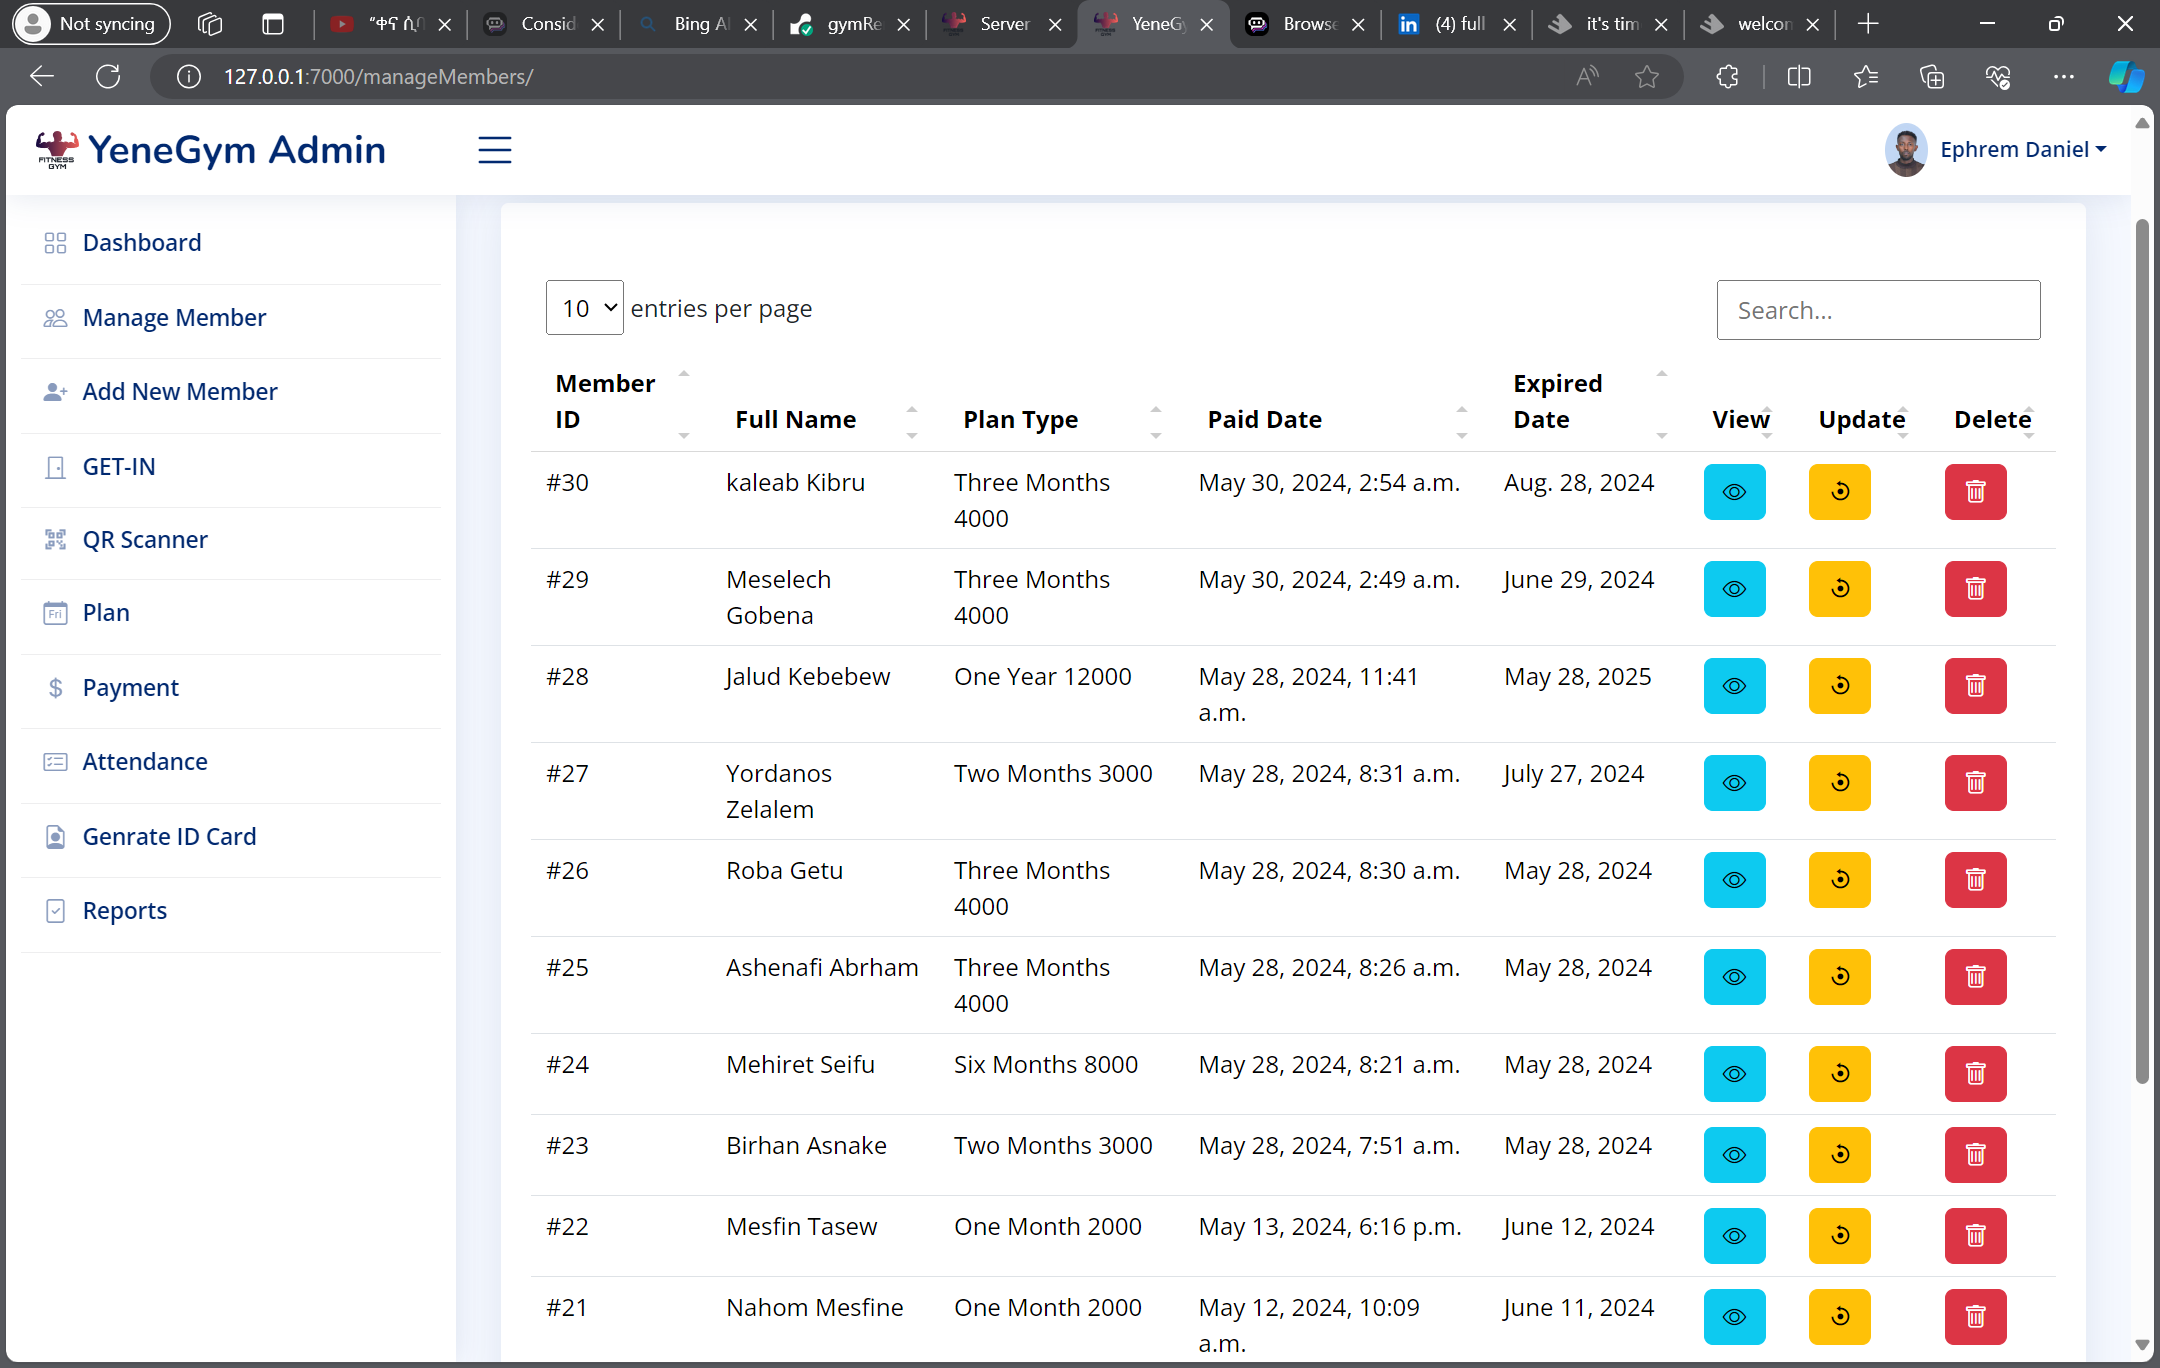 Not syncing
"ቀና ሲ
Consid
Bing AI
gymRe
Server
YeneGy
Browse
(4) full
it's tim
welcon
127.0.0.1:7000/manageMembers/
FITNESS
GYM
YeneGym Admin
Ephrem Daniel
Dashboard
Manage Member
Add New Member
GET-IN
QR Scanner
Fri
Plan
Payment
Attendance
Genrate ID Card
Reports
10 entries per page
Search...
Member ID Full Name Plan Type Paid Date Expired Date View Update Delete
#30 kaleab Kibru Three Months 4000 May 30, 2024, 2:54 a.m. Aug. 28, 2024
#29 Meselech Gobena Three Months 4000 May 30, 2024, 2:49 a.m. June 29, 2024
#28 Jalud Kebebew One Year 12000 May 28, 2024, 11:41 a.m. May 28, 2025
#27 Yordanos Zelalem Two Months 3000 May 28, 2024, 8:31 a.m. July 27, 2024
#26 Roba Getu Three Months 4000 May 28, 2024, 8:30 a.m. May 28, 2024
#25 Ashenafi Abrham Three Months 4000 May 28, 2024, 8:26 a.m. May 28, 2024
#24 Mehiret Seifu Six Months 8000 May 28, 2024, 8:21 a.m. May 28, 2024
#23 Birhan Asnake Two Months 3000 May 28, 2024, 7:51 a.m. May 28, 2024
#22 Mesfin Tasew One Month 2000 May 13, 2024, 6:16 p.m. June 12, 2024
#21 Nahom Mesfine One Month 2000 May 12, 2024, 10:09 a.m. June 11, 2024